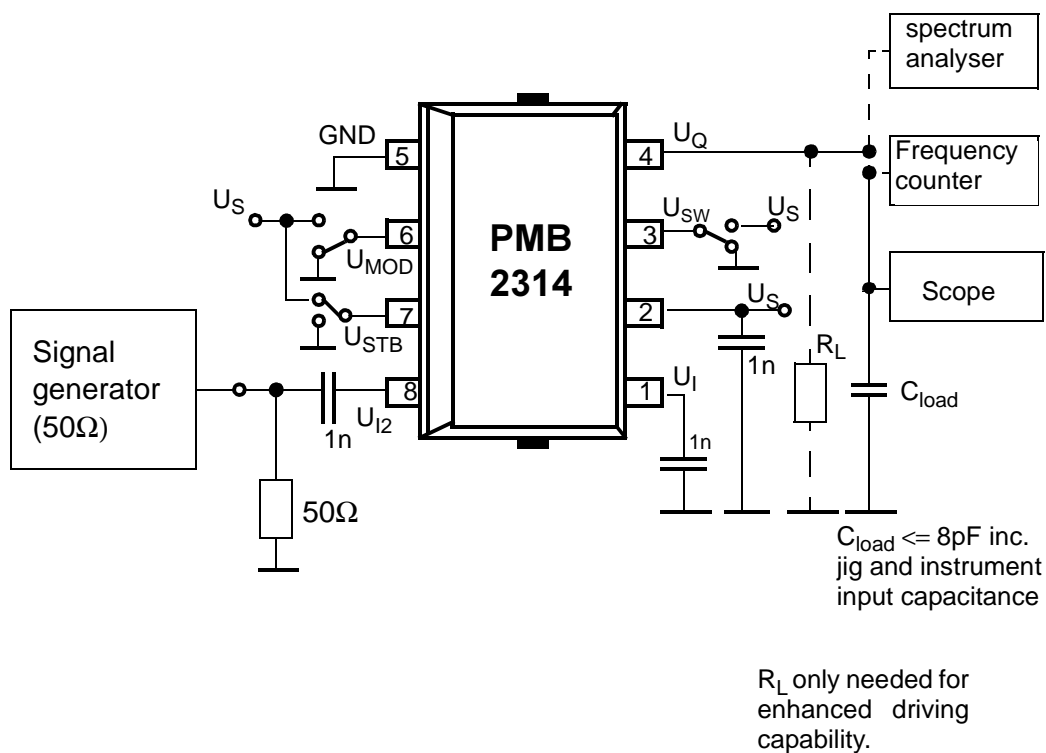 spectrum
analyser
GND
5
4
U_Q
Frequency
counter
U_S
6
U_MOD
PMB
2314
3
U_SW
U_S
7
U_STB
2
U_S
1n
R_L
Scope
Signal
generator
(50Ω)
8
U_I2
1n
1
U_I
1n
C_load
50Ω
C_load <= 8pF inc.
jig and instrument
input capacitance
R_L only needed for
enhanced driving
capability.